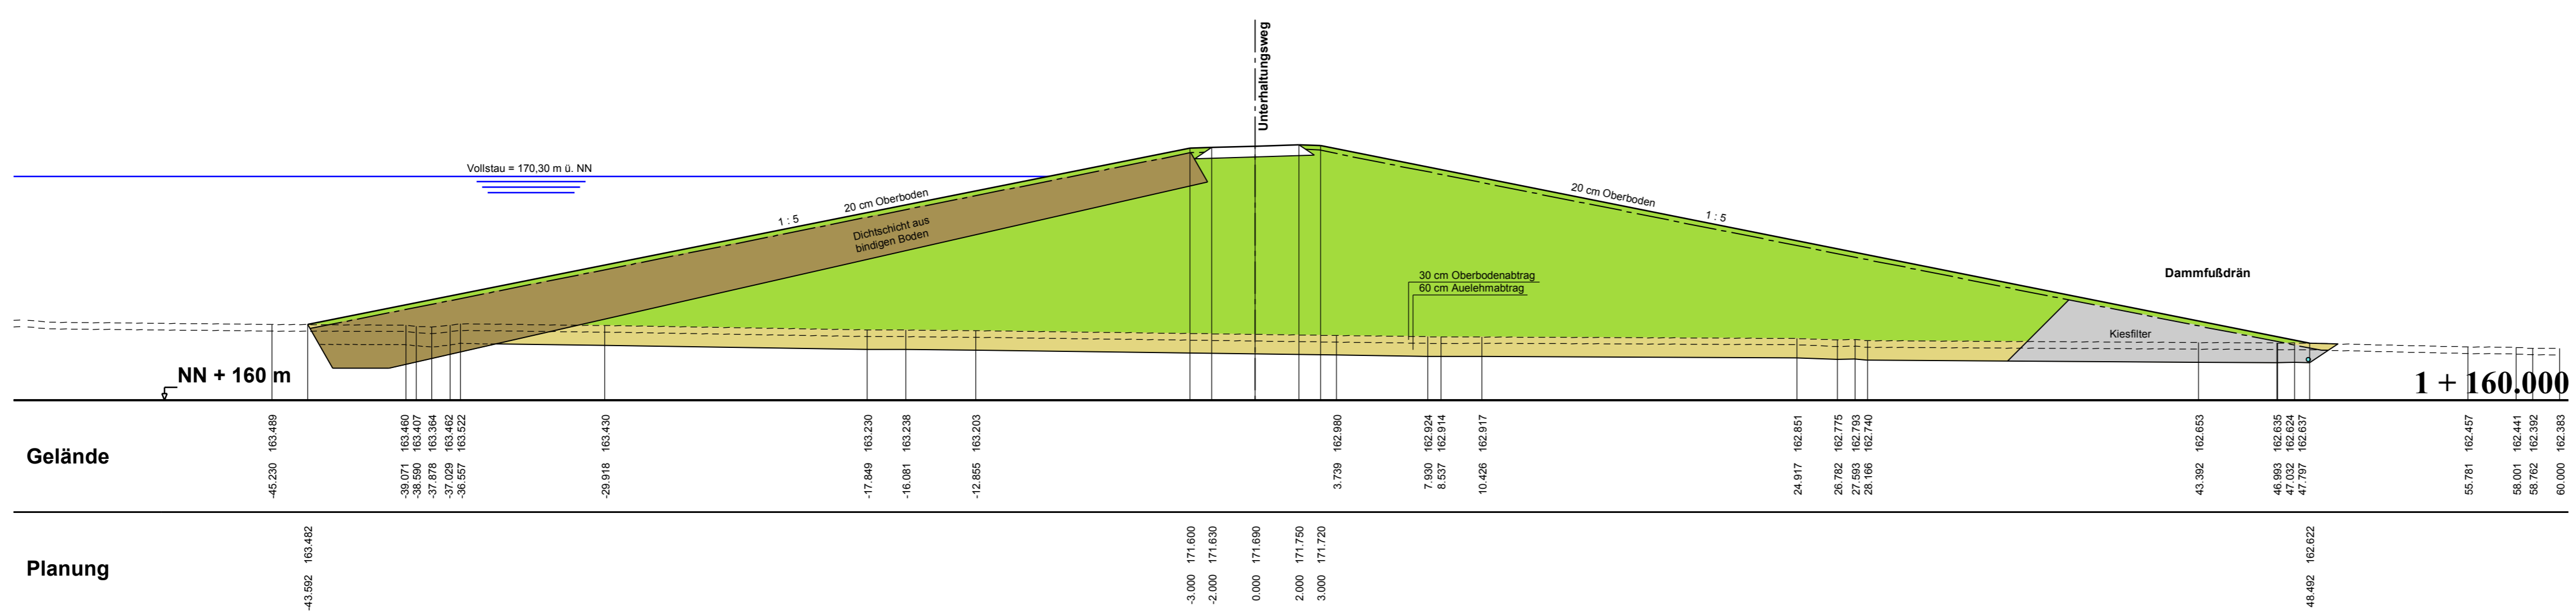 Unterhaltungsweg
Vollstau = 170,30 m ü. NN
1 : 5
20 cm Oberboden
Dichtschicht aus
bindigen Boden
20 cm Oberboden
1 : 5
30 cm Oberbodenabtrag
60 cm Auelehmabtrag
Dammfußdrän
Kiesfilter
NN + 160 m
1 + 160.000
Gelände
-45.230 163.489
-39.071 163.460
-38.590 163.407
-37.878 163.364
-37.029 163.462
-36.557 163.522
-29.918 163.430
-17.849 163.230
-16.081 163.238
-12.855 163.203
3.739 162.980
7.930 162.924
8.537 162.914
10.426 162.917
24.917 162.851
26.782 162.775
27.593 162.793
28.166 162.740
43.392 162.653
46.993 162.635
47.032 162.624
47.797 162.637
55.781 162.457
58.001 162.441
58.762 162.392
60.000 162.383
Planung
-43.592 163.482
-3.000 171.600
-2.000 171.630
0.000 171.690
2.000 171.750
3.000 171.720
48.492 162.622